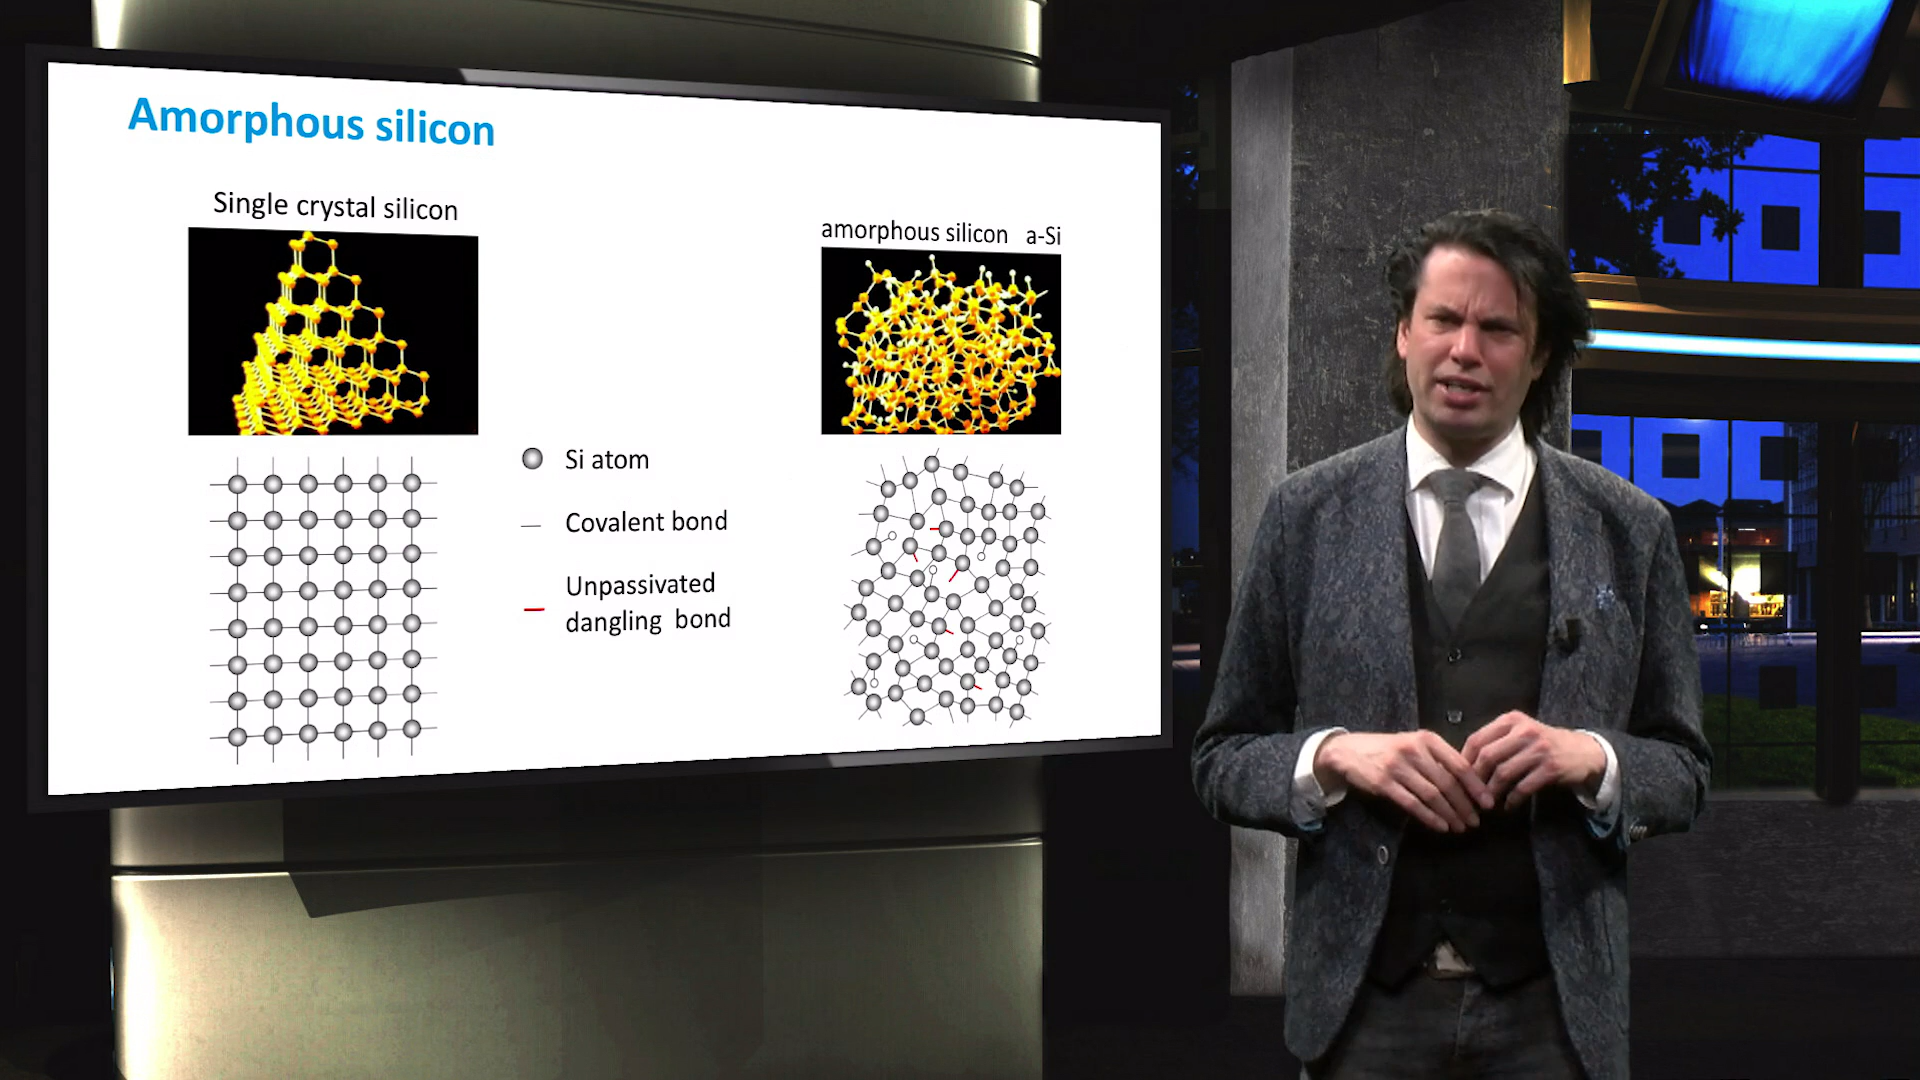 Amorphous silicon
Single crystal silicon
amorphous silicon a-Si
Si atom
Covalent bond
Unpassivated
dangling bond